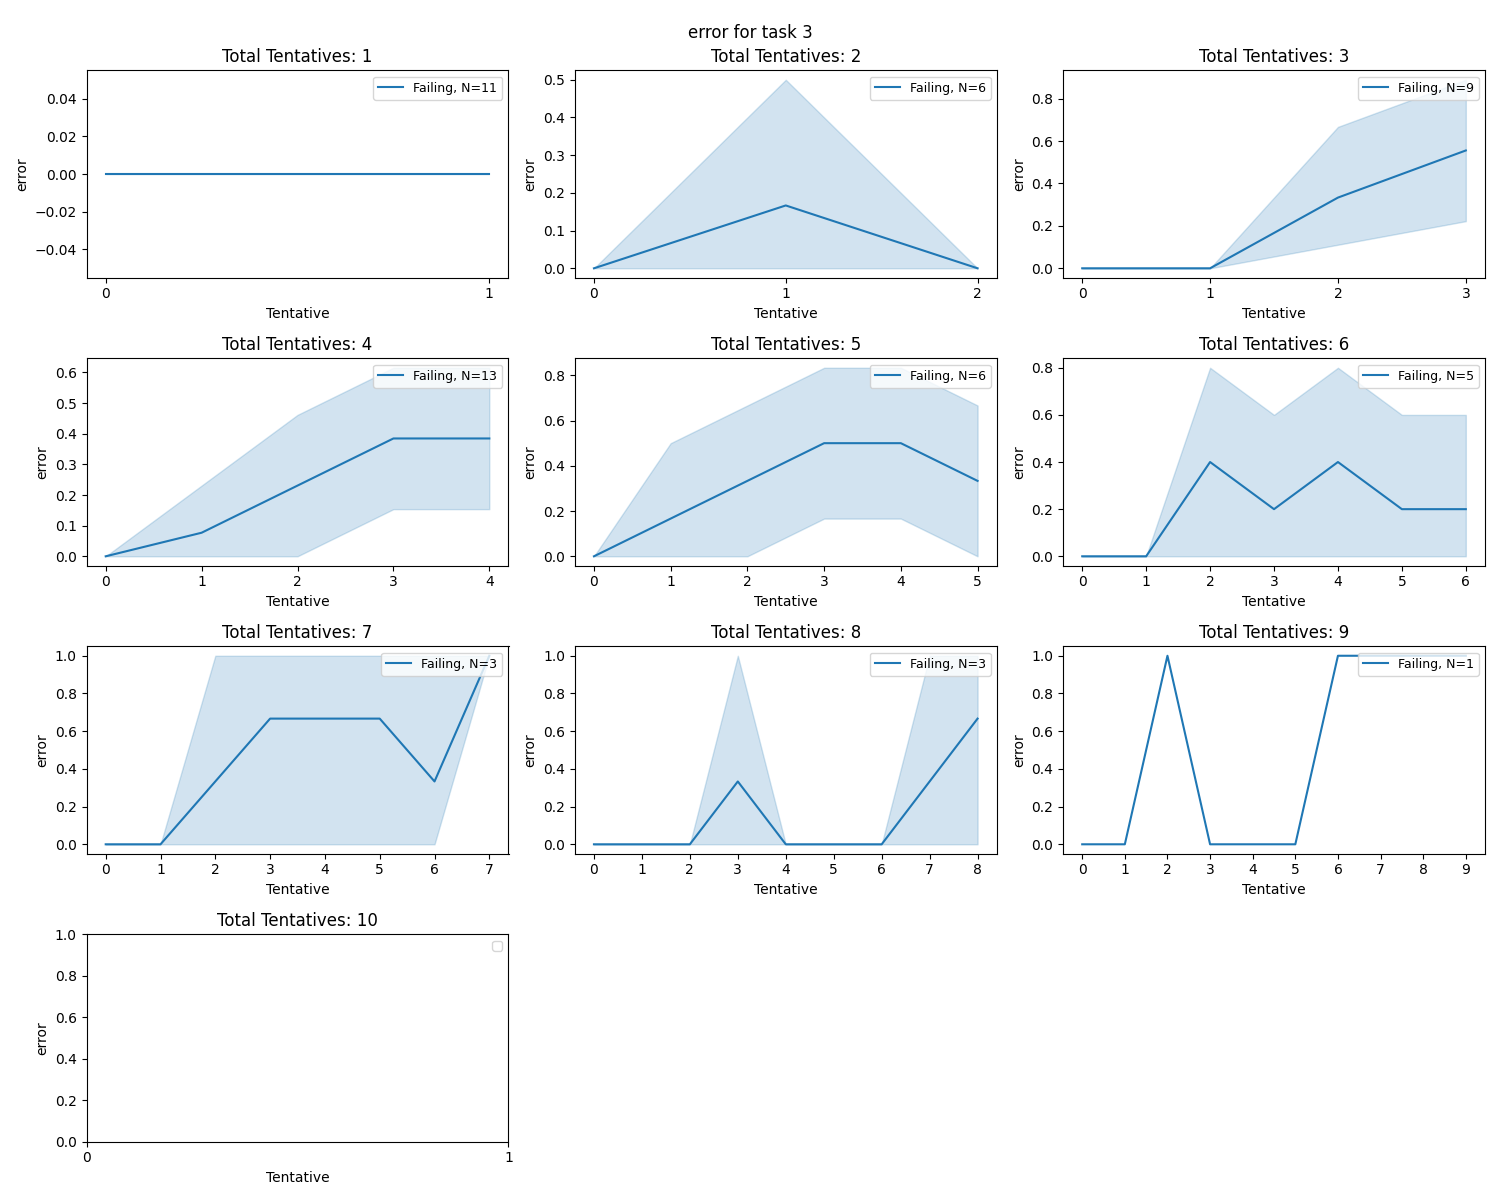 error for task 3
Total Tentatives: 1
0.04
0.02
0.00
−0.02
−0.04
error
Failing, N=11
0 1
Tentative
Total Tentatives: 2
0.5
0.4
0.3
0.2
0.1
0.0
error
Failing, N=6
0 1 2
Tentative
Total Tentatives: 3
0.8
0.6
0.4
0.2
0.0
error
Failing, N=9
0 1 2 3
Tentative
Total Tentatives: 4
0.6
0.5
0.4
0.3
0.2
0.1
0.0
error
Failing, N=13
0 1 2 3 4
Tentative
Total Tentatives: 5
0.8
0.6
0.4
0.2
0.0
error
Failing, N=6
0 1 2 3 4 5
Tentative
Total Tentatives: 6
0.8
0.6
0.4
0.2
0.0
error
Failing, N=5
0 1 2 3 4 5 6
Tentative
Total Tentatives: 7
1.0
0.8
0.6
0.4
0.2
0.0
error
Failing, N=3
0 1 2 3 4 5 6 7
Tentative
Total Tentatives: 8
1.0
0.8
0.6
0.4
0.2
0.0
error
Failing, N=3
0 1 2 3 4 5 6 7 8
Tentative
Total Tentatives: 9
1.0
0.8
0.6
0.4
0.2
0.0
error
Failing, N=1
0 1 2 3 4 5 6 7 8 9
Tentative
Total Tentatives: 10
1.0
0.8
0.6
0.4
0.2
0.0
error
0 1
Tentative